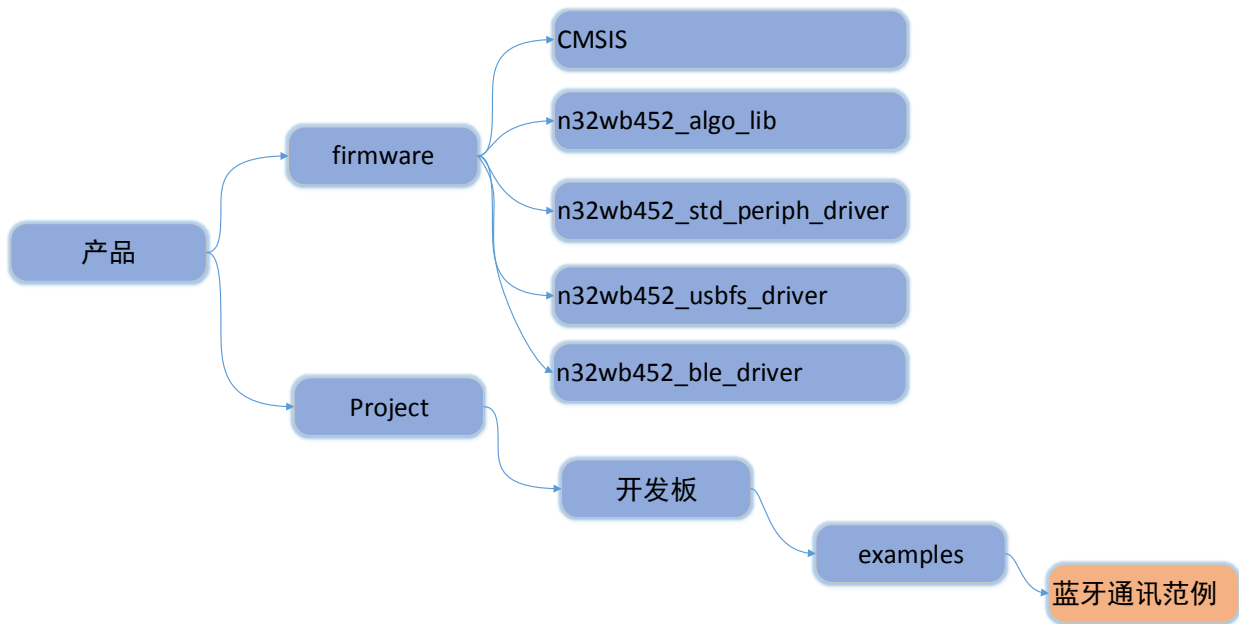 CMSIS
n32wb452_algo_lib
firmware
n32wb452_std_periph_driver
产品
n32wb452_usbfs_driver
n32wb452_ble_driver
Project
开发板
examples
蓝牙通讯范例